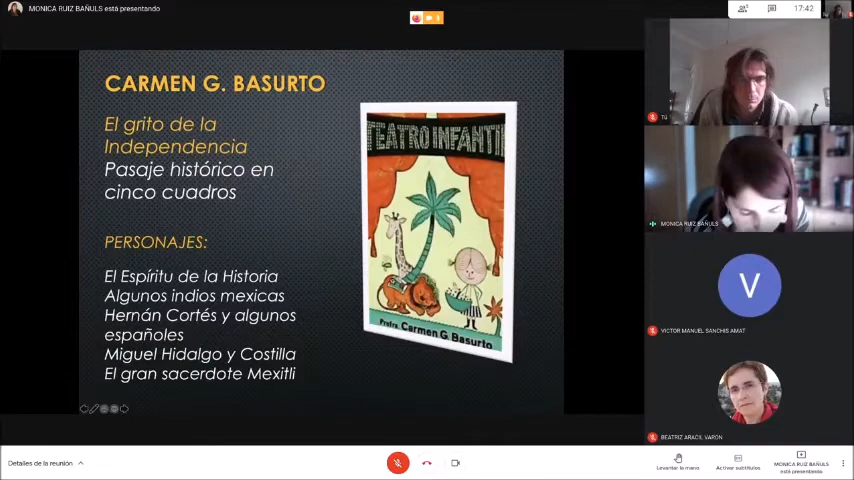 MONICA RUIZ BAÑULS está presentando
17:42
CARMEN G. BASURTO
El grito de la
Independencia
Pasaje histórico en
cinco cuadros
PERSONAJES:
El Espíritu de la Historia
Algunos indios mexicas
Hernán Cortés y algunos
españoles
Miguel Hidalgo y Costilla
El gran sacerdote Mexitli
TEATRO INFANTIL
Profra. Carmen G. Basurto
Tú
MONICA RUIZ BAÑULS
V
VICTOR MANUEL SANCHIS AMAT
BEATRIZ ARACIL VARON
Detalles de la reunión
Levantar la mano
Activar subtítulos
MONICA RUIZ BAÑULS
está presentando